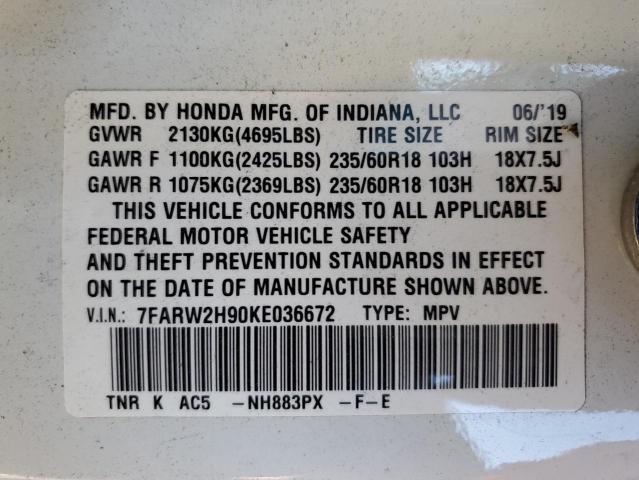 MFD. BY HONDA MFG. OF INDIANA, LLC 06/'19
GVWR 2130KG(4695LBS) TIRE SIZE RIM SIZE
GAWR F 1100KG(2425LBS) 235/60R18 103H 18X7.5J
GAWR R 1075KG(2369LBS) 235/60R18 103H 18X7.5J
THIS VEHICLE CONFORMS TO ALL APPLICABLE
FEDERAL MOTOR VEHICLE SAFETY
AND THEFT PREVENTION STANDARDS IN EFFECT
ON THE DATE OF MANUFACTURE SHOWN ABOVE.
V.I.N.: 7FARW2H90KE036672 TYPE: MPV
TNR K AC5 -NH883PX -F-E